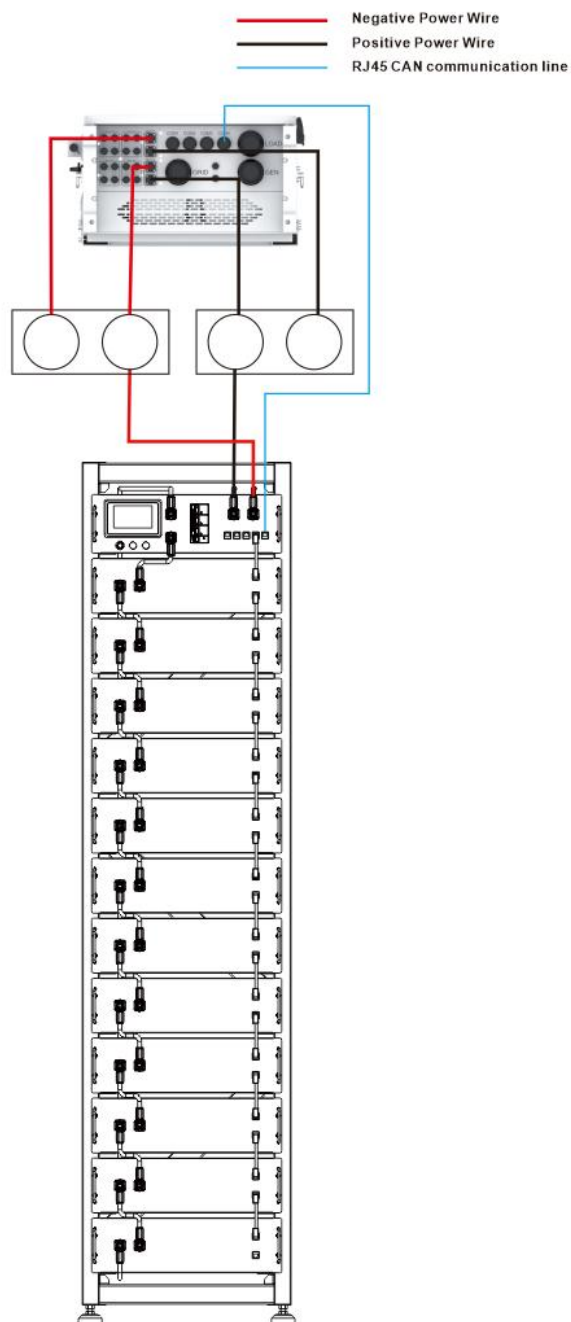 Negative Power Wire
Positive Power Wire
RJ45 CAN communication line
LOAD
GRID
GEN